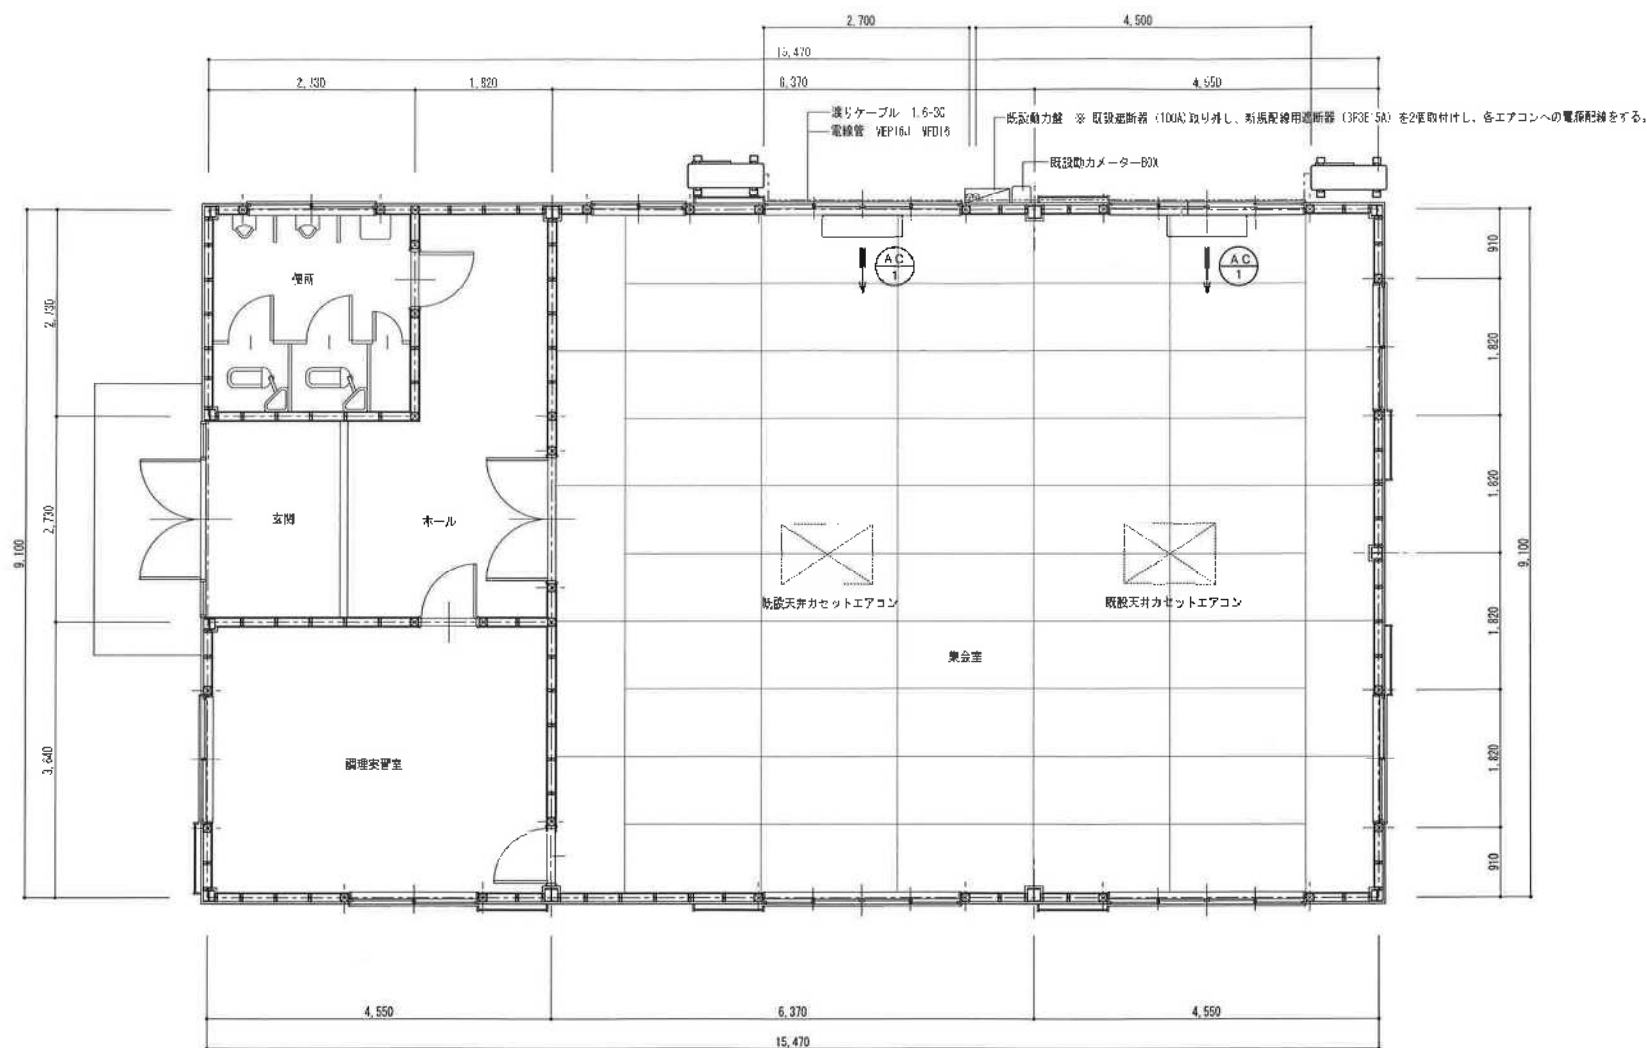 2,700
4,500
15,470
2,730
1,820
6,370
4,550
渡りケーブル 1.6-3C
電線管 VEP16J VFD16
既設動力盤 ※ 既設遮断器 (100A)取り外し、新規配線用遮断器 (3P3E15A) を2個取付けし、各エアコンへの電源配線をする。
既設動力メーターBOX
便所
AC
1
AC
1
玄関
ホール
既設天井カセットエアコン
既設天井カセットエアコン
集会室
調理実習室
2,730
2,730
3,640
9,100
910
1,820
1,820
1,820
1,820
910
9,100
4,550
6,370
4,550
15,470